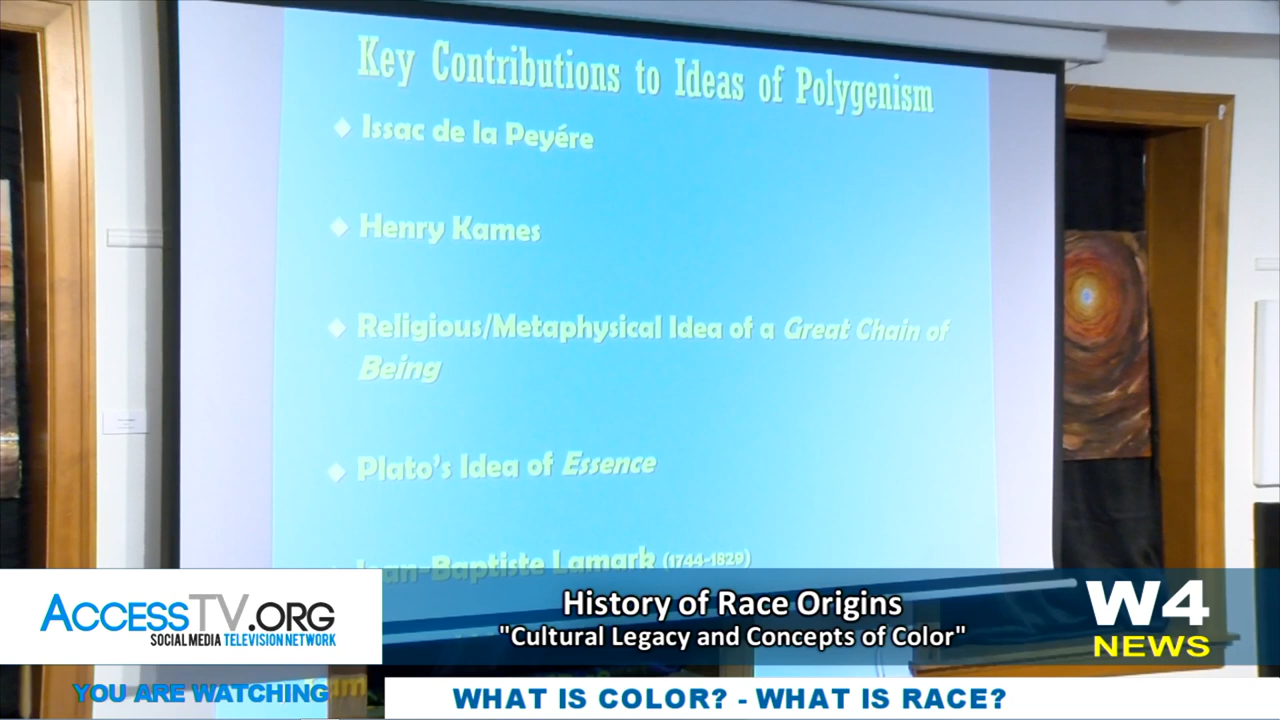 Key Contributions to Ideas of Polygenism
Issac de la Peyére
Henry Kames
Religious/Metaphysical Idea of a Great Chain of
Being
Plato's Idea of Essence
Jean-Baptiste Lamark (1744-1829)
ACCESSTV.ORG
SOCIAL MEDIA TELEVISION NETWORK
History of Race Origins
"Cultural Legacy and Concepts of Color"
W4
NEWS
YOU ARE WATCHING
WHAT IS COLOR? - WHAT IS RACE?